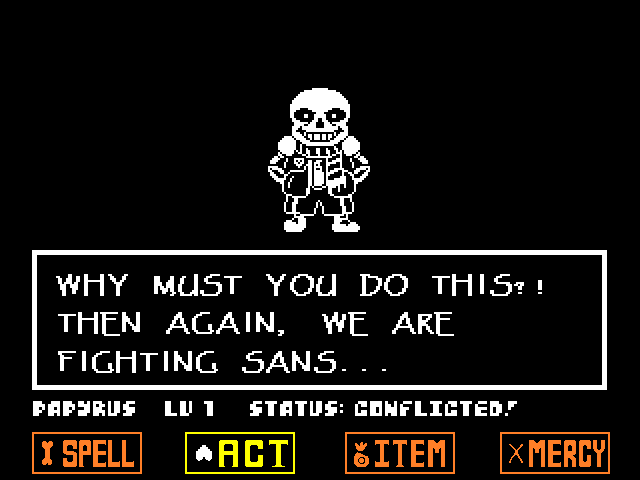 WHY MUST YOU DO THIS?!
THEN AGAIN, WE ARE
FIGHTING SANS...
PAPYRUS LV 1 STATUS: CONFLICTED!
SPELL ACT ITEM MERCY